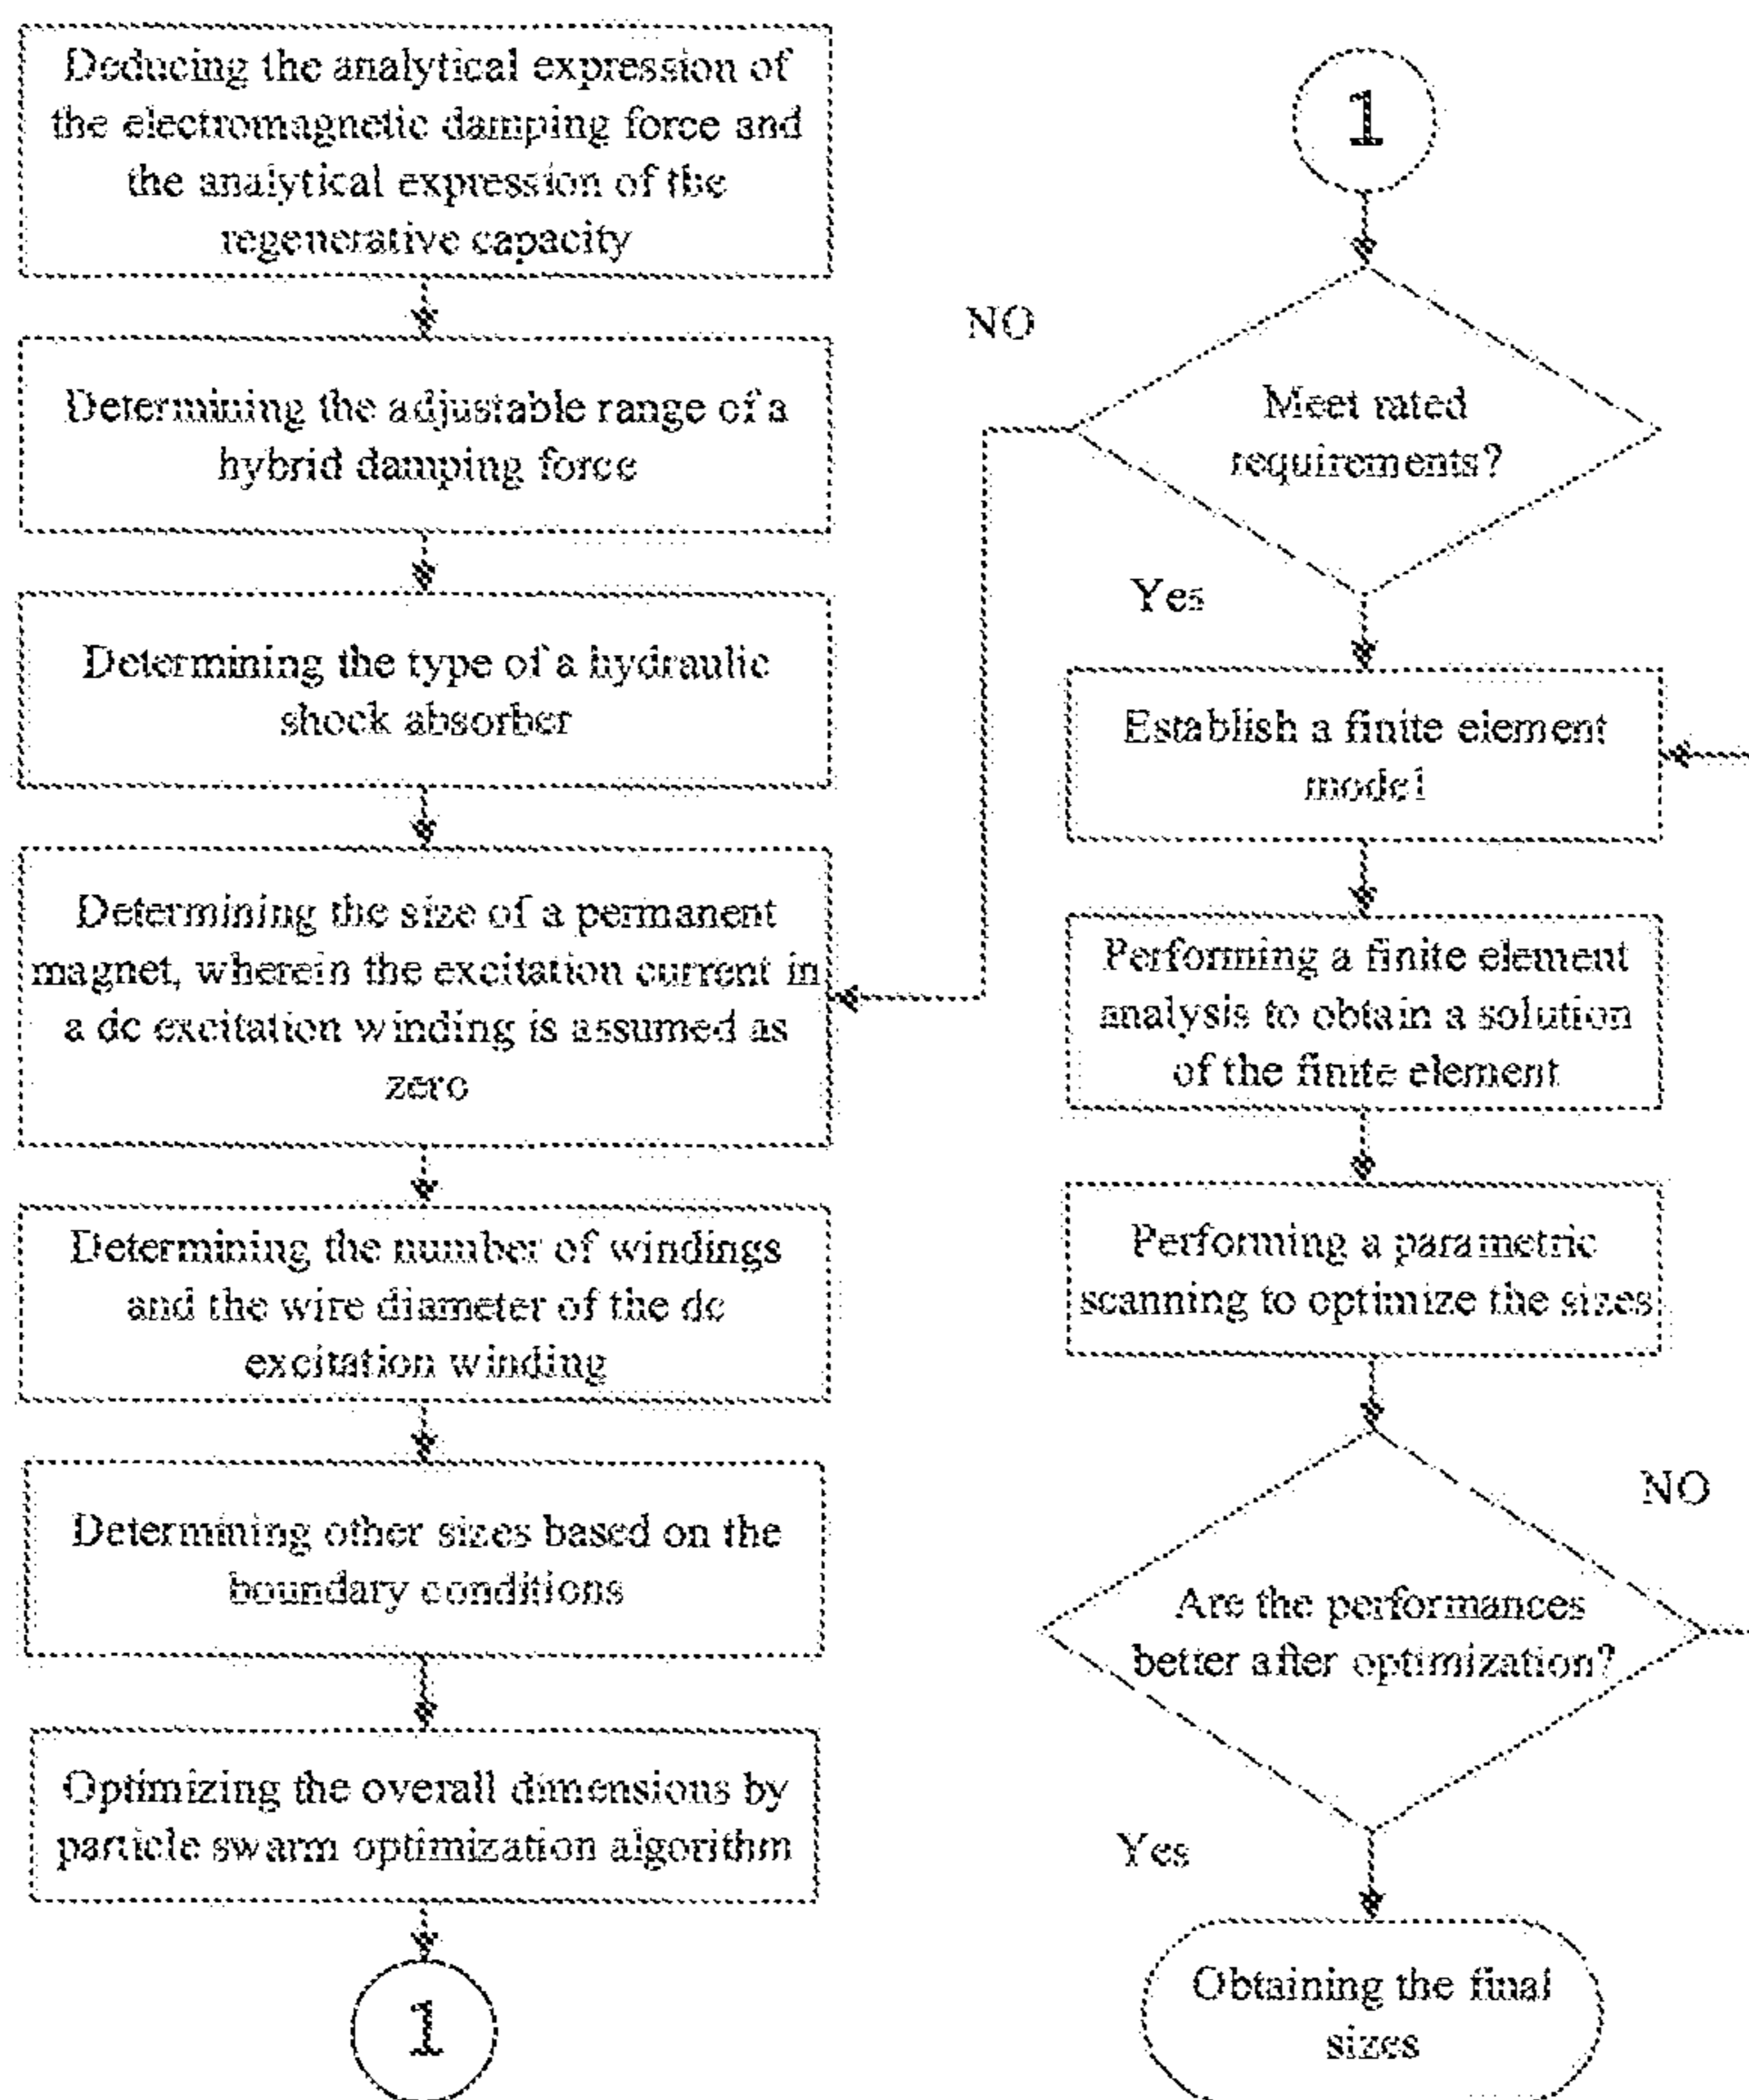 Deducing the analytical expression of
the electromagnetic damping force and
the analytical expression of the
regenerative capacity
Determining the adjustable range of a
hybrid damping force
Determining the type of a hydraulic
shock absorber
Determining the size of a permanent
magnet, wherein the excitation current in
a dc excitation winding is assumed as
zero
Determining the number of windings
and the wire diameter of the dc
excitation winding
Determining other sizes based on the
boundary conditions
Optimizing the overall dimensions by
particle swarm optimization algorithm
1
1
NO
Meet rated
requirements?
Yes
Establish a finite element
model
Performing a finite element
analysis to obtain a solution
of the finite element
Performing a parametric
scanning to optimize the sizes
NO
Are the performances
better after optimization?
Yes
Obtaining the final
sizes